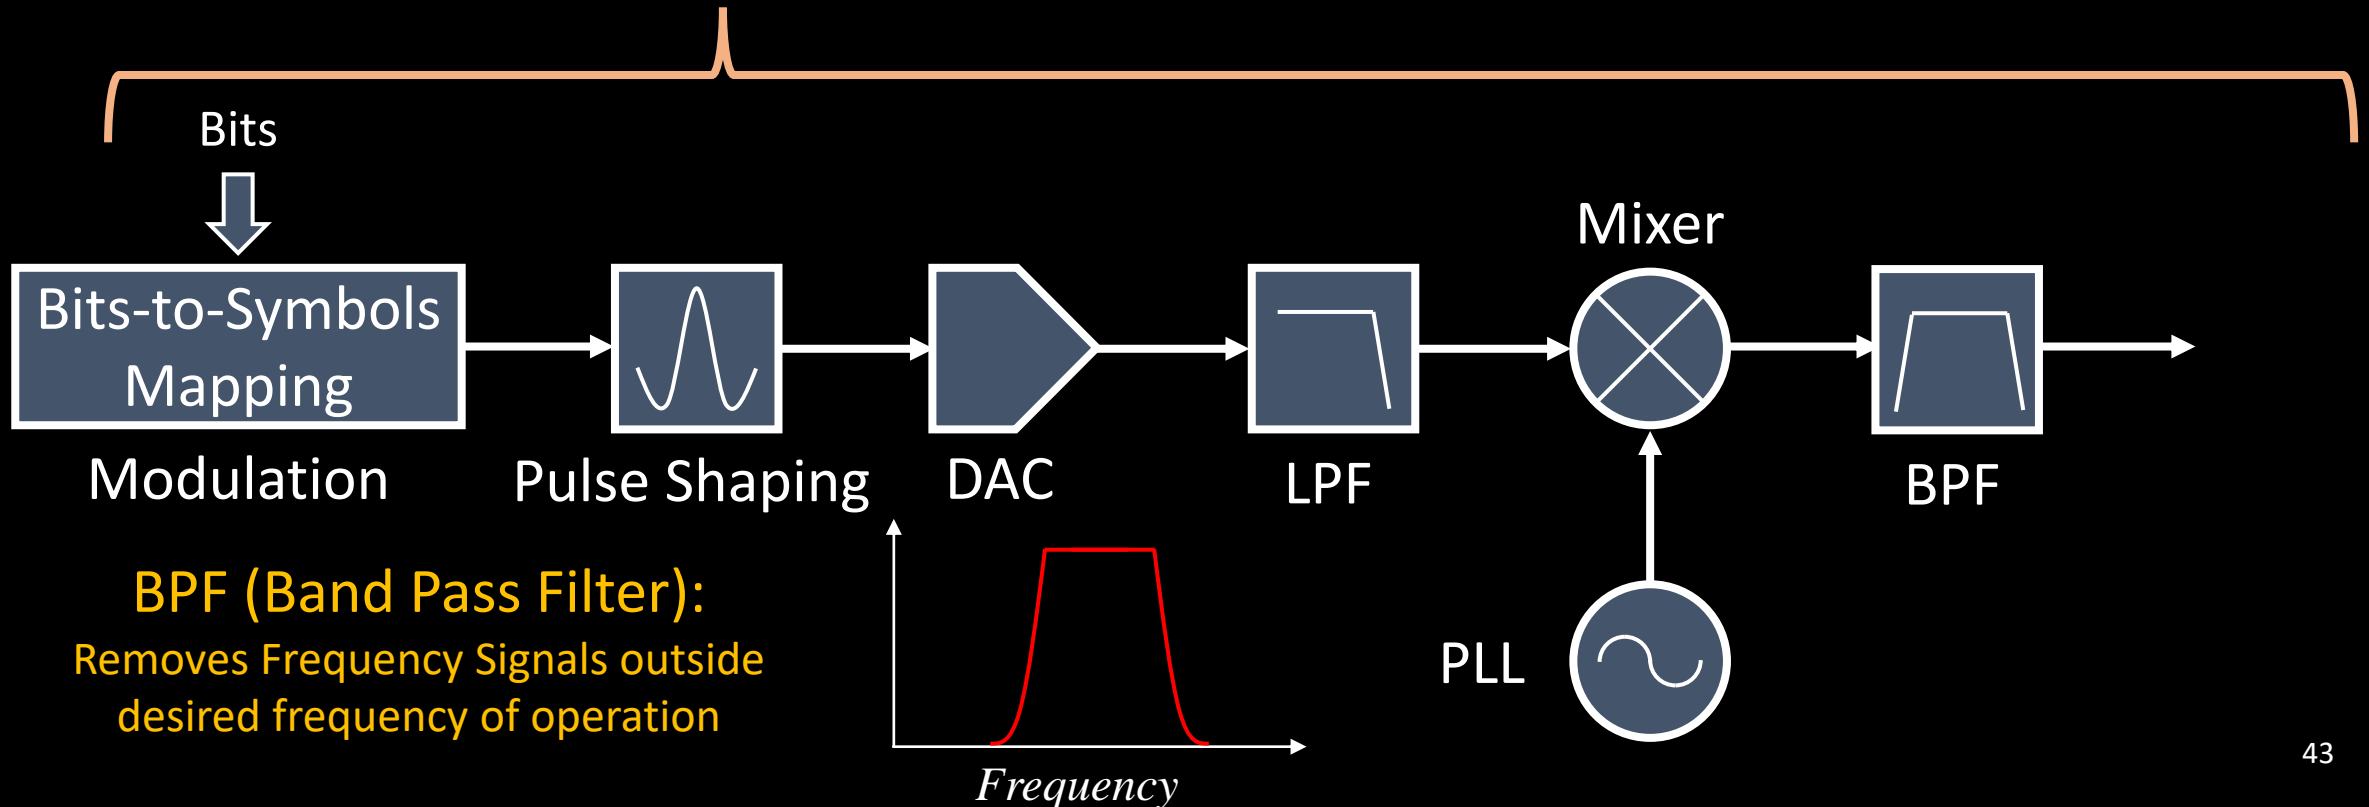 Bits
Mixer
Bits-to-Symbols
Mapping
Modulation
Pulse Shaping
DAC
LPF
BPF
BPF (Band Pass Filter):
Removes Frequency Signals outside
desired frequency of operation
PLL
Frequency
43